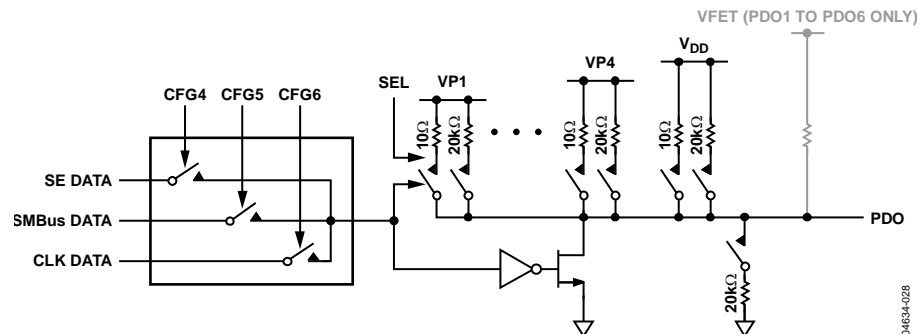 VFET (PDO1 TO PDO6 ONLY)
VDD
VP4
CFG4 CFG5 CFG6
SEL
VP1
10Ω
20kΩ
10Ω
20kΩ
10Ω
20kΩ
SE DATA
SMBus DATA
PDO
CLK DATA
20kΩ
04634-028